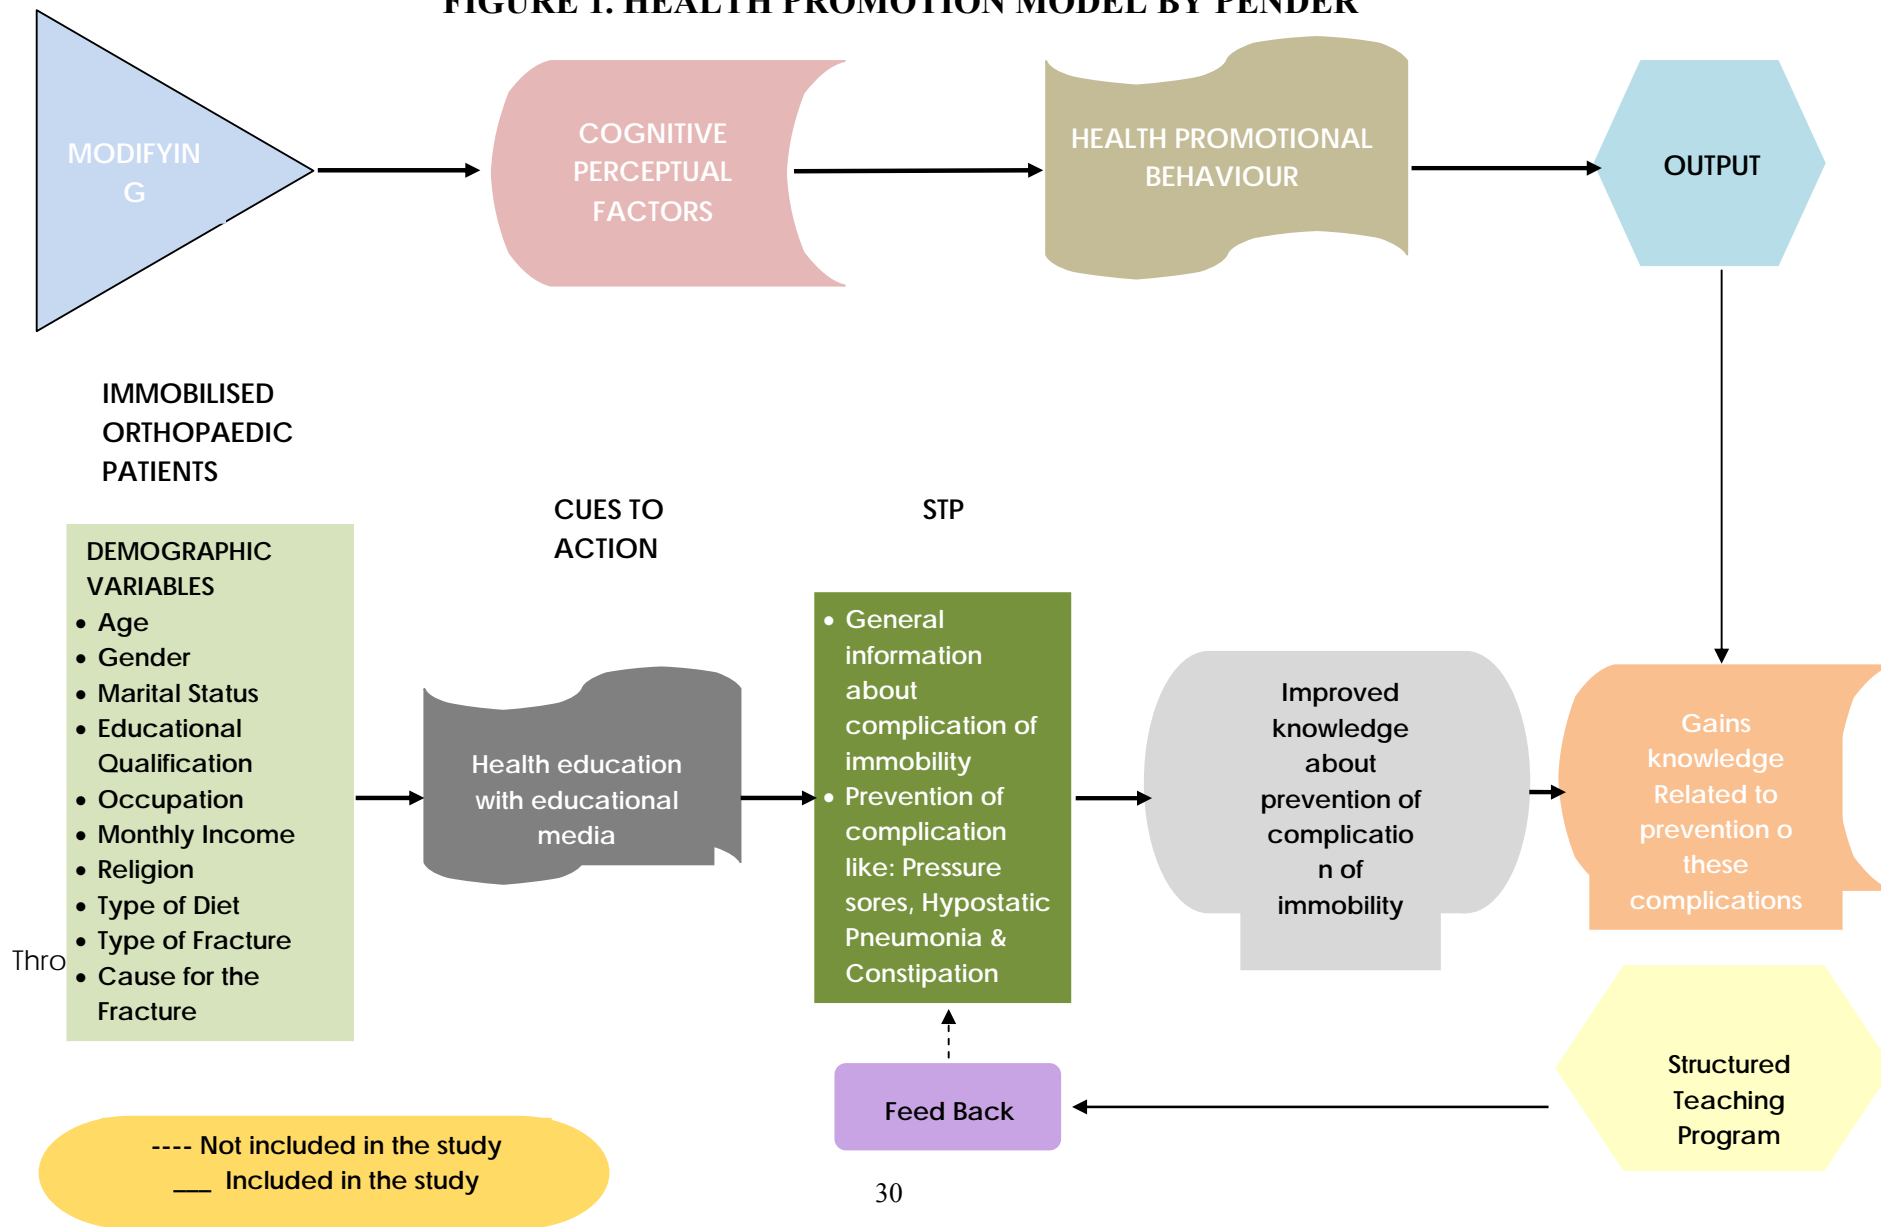 FIGURE 1. HEALTH PROMOTION MODEL BY PENDER
MODIFYIN
G
COGNITIVE
PERCEPTUAL
FACTORS
HEALTH PROMOTIONAL
BEHAVIOUR
OUTPUT
IMMOBILISED
ORTHOPAEDIC
PATIENTS
CUES TO
ACTION
STP
DEMOGRAPHIC
VARIABLES
• Age
• Gender
• Marital Status
• Educational
Qualification
• Occupation
• Monthly Income
• Religion
• Type of Diet
• Type of Fracture
• Cause for the
Fracture
Thro
Health education
with educational
media
• General
information
about
complication of
immobility
• Prevention of
complication
like: Pressure
sores, Hypostatic
Pneumonia &
Constipation
Improved
knowledge
about
prevention of
complicatio
n of
immobility
Gains
knowledge
Related to
prevention o
these
complications
Structured
Teaching
Program
Feed Back
---- Not included in the study
___ Included in the study
30